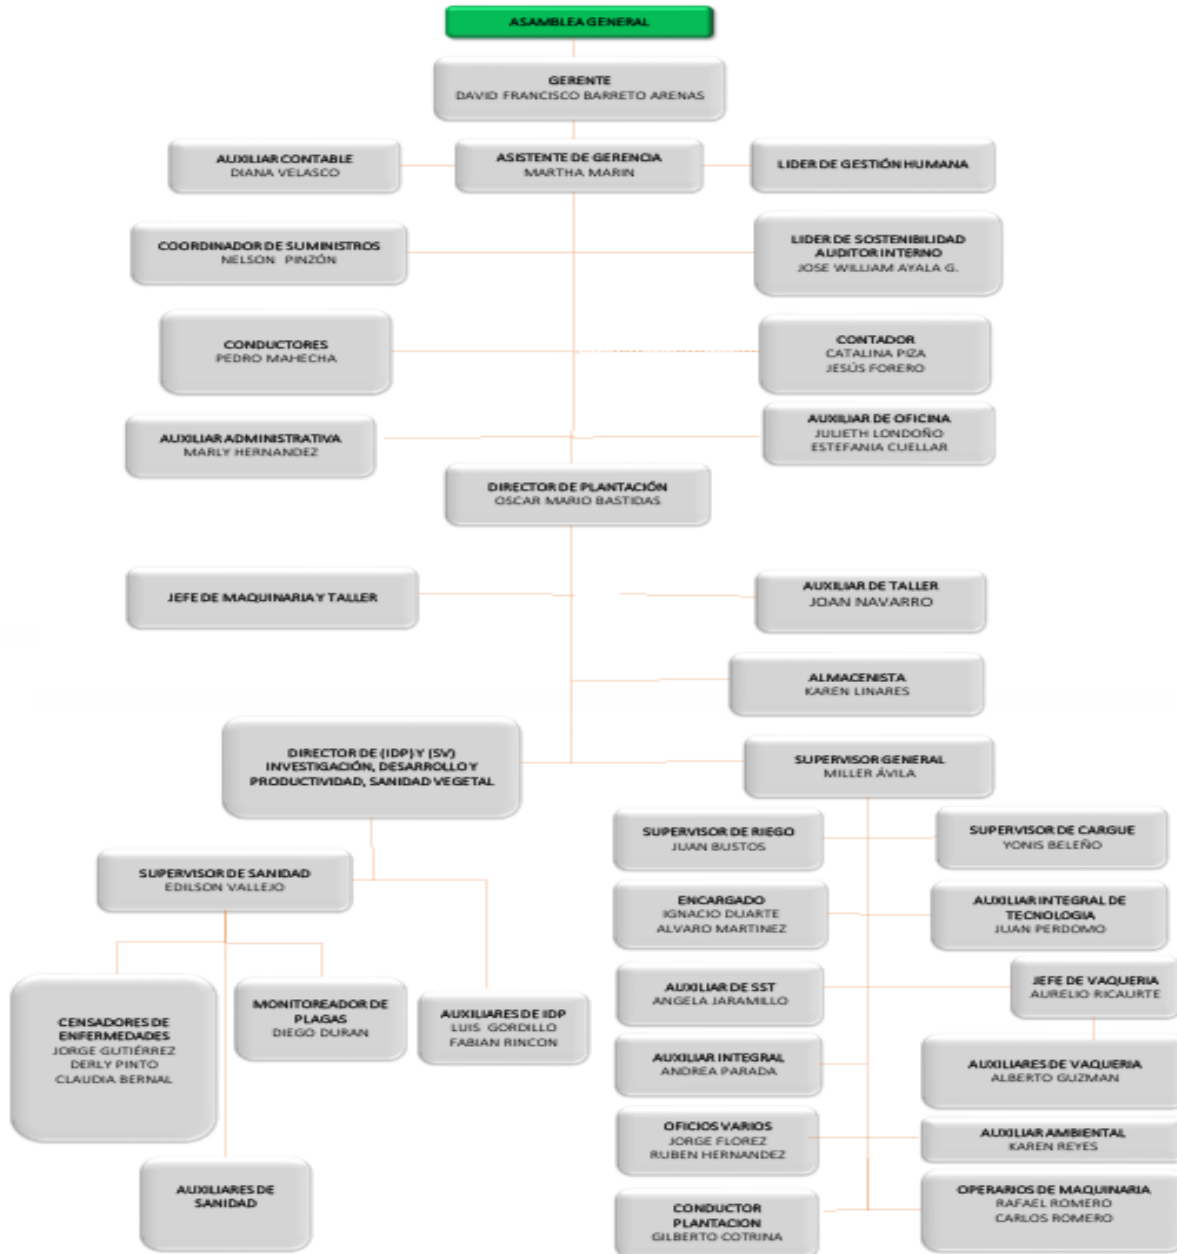 ASAMBLEA GENERAL
GERENTE
DAVID FRANCISCO BARRETO ARENAS
AUXILIAR CONTABLE
DIANA VELASCO
ASISTENTE DE GERENCIA
MARTHA MARIN
LIDER DE GESTIÓN HUMANA
COORDINADOR DE SUMINISTROS
NELSON PINZÓN
LIDER DE SOSTENIBILIDAD
AUDITOR INTERNO
JOSE WILLIAM AYALA G.
CONDUCTORES
PEDRO MAHECHA
CONTADOR
CATALINA PIZA
JESÚS FORERO
AUXILIAR ADMINISTRATIVA
MARLY HERNANDEZ
AUXILIAR DE OFICINA
JULIETH LONDOÑO
ESTEFANIA CUELLAR
DIRECTOR DE PLANTACIÓN
OSCAR MARIO BASTIDAS
JEFE DE MAQUINARIA Y TALLER
AUXILIAR DE TALLER
JOAN NAVARRO
ALMACENISTA
KAREN LINARES
DIRECTOR DE (IDP) Y (SV)
INVESTIGACIÓN, DESARROLLO Y
PRODUCTIVIDAD, SANIDAD VEGETAL
SUPERVISOR GENERAL
MILLER ÁVILA
SUPERVISOR DE RIEGO
JUAN BUSTOS
SUPERVISOR DE CARGUE
YONIS BELEÑO
SUPERVISOR DE SANIDAD
EDILSON VALLEJO
ENCARGADO
IGNACIO DUARTE
ALVARO MARTINEZ
AUXILIAR INTEGRAL DE
TECNOLOGIA
JUAN PERDOMO
CENSADORES DE
ENFERMEDADES
JORGE GUTIÉRREZ
DERLY PINTO
CLAUDIA BERNAL
MONITOREADOR DE
PLAGAS
DIEGO DURAN
AUXILIARES DE IDP
LUIS GORDILLO
FABIAN RINCON
AUXILIAR DE SST
ANGELA JARAMILLO
JEFE DE VAQUERIA
AURELIO RICAURTE
AUXILIAR INTEGRAL
ANDREA PARADA
AUXILIARES DE VAQUERIA
ALBERTO GUZMAN
OFICIOS VARIOS
JORGE FLOREZ
RUBEN HERNANDEZ
AUXILIAR AMBIENTAL
KAREN REYES
AUXILIARES DE
SANIDAD
CONDUCTOR
PLANTACION
GILBERTO COTRINA
OPERARIOS DE MAQUINARIA
RAFAEL ROMERO
CARLOS ROMERO